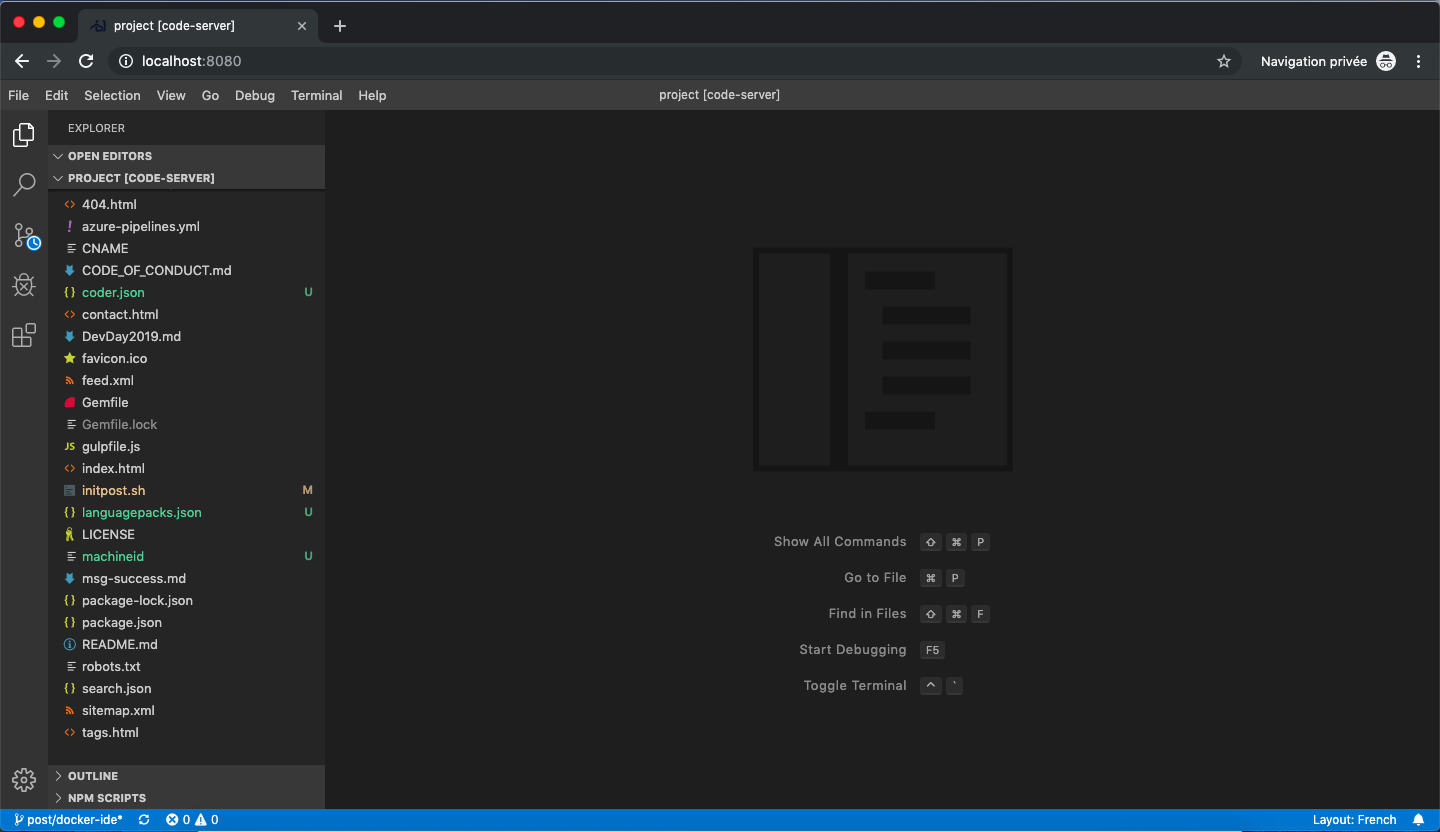 project [code-server]
localhost:8080
Navigation privée
File Edit Selection View Go Debug Terminal Help
project [code-server]
EXPLORER
OPEN EDITORS
PROJECT [CODE-SERVER]
404.html
azure-pipelines.yml
CNAME
CODE_OF_CONDUCT.md
coder.json U
contact.html
DevDay2019.md
favicon.ico
feed.xml
Gemfile
Gemfile.lock
JS gulpfile.js
index.html
initpost.sh M
languagepacks.json U
LICENSE
machineid U
msg-success.md
package-lock.json
package.json
README.md
robots.txt
search.json
sitemap.xml
tags.html
OUTLINE
NPM SCRIPTS
Show All Commands ⇧ ⌘ P
Go to File ⌘ P
Find in Files ⇧ ⌘ F
Start Debugging F5
Toggle Terminal ^ `
post/docker-ide* 0 0
Layout: French